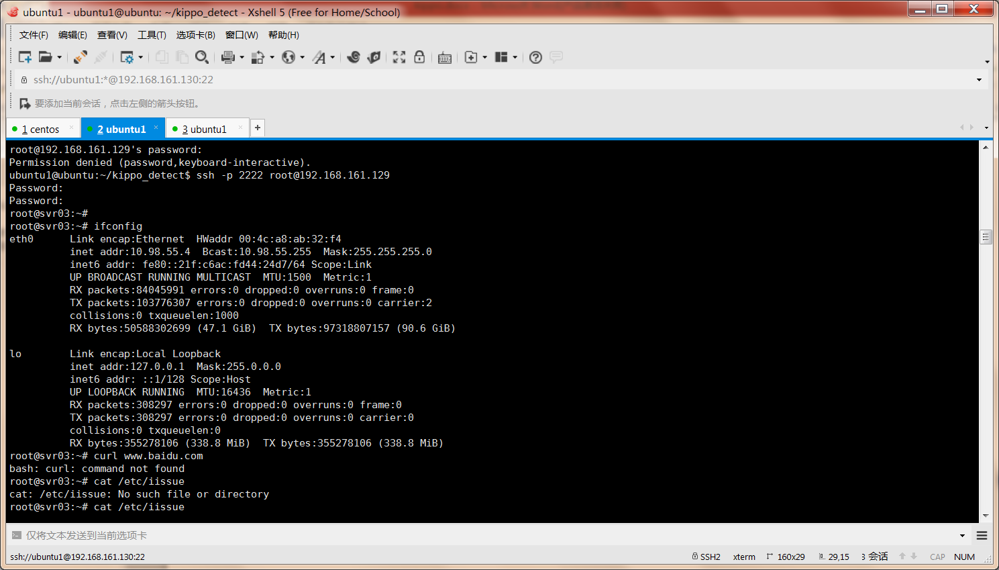 ubuntu1 - ubuntu1@ubuntu: ~/kippo_detect - Xshell 5 (Free for Home/School)
文件(F) 编辑(E) 查看(V) 工具(T) 选项卡(B) 窗口(W) 帮助(H)
ssh://ubuntu1:*@192.168.161.130:22
要添加当前会话，点击左侧的箭头按钮。
1 centos 2 ubuntu1 3 ubuntu1 +
root@192.168.161.129's password:
Permission denied (password,keyboard-interactive).
ubuntu1@ubuntu:~/kippo_detect$ ssh -p 2222 root@192.168.161.129
Password:
Password:
root@svr03:~#
root@svr03:~# ifconfig
eth0      Link encap:Ethernet  HWaddr 00:4c:a8:ab:32:f4
          inet addr:10.98.55.4  Bcast:10.98.55.255  Mask:255.255.255.0
          inet6 addr: fe80::21f:c6ac:fd44:24d7/64 Scope:Link
          UP BROADCAST RUNNING MULTICAST  MTU:1500  Metric:1
          RX packets:84045991 errors:0 dropped:0 overruns:0 frame:0
          TX packets:103776307 errors:0 dropped:0 overruns:0 carrier:2
          collisions:0 txqueuelen:1000
          RX bytes:50588302699 (47.1 GiB)  TX bytes:97318807157 (90.6 GiB)
lo        Link encap:Local Loopback
          inet addr:127.0.0.1  Mask:255.0.0.0
          inet6 addr: ::1/128 Scope:Host
          UP LOOPBACK RUNNING  MTU:16436  Metric:1
          RX packets:308297 errors:0 dropped:0 overruns:0 frame:0
          TX packets:308297 errors:0 dropped:0 overruns:0 carrier:0
          collisions:0 txqueuelen:0
          RX bytes:355278106 (338.8 MiB)  TX bytes:355278106 (338.8 MiB)
root@svr03:~# curl www.baidu.com
bash: curl: command not found
root@svr03:~# cat /etc/iissue
cat: /etc/iissue: No such file or directory
root@svr03:~# cat /etc/iissue
仅将文本发送到当前选项卡
ssh://ubuntu1@192.168.161.130:22 SSH2 xterm 160x29 29,15 3 会话 CAP NUM